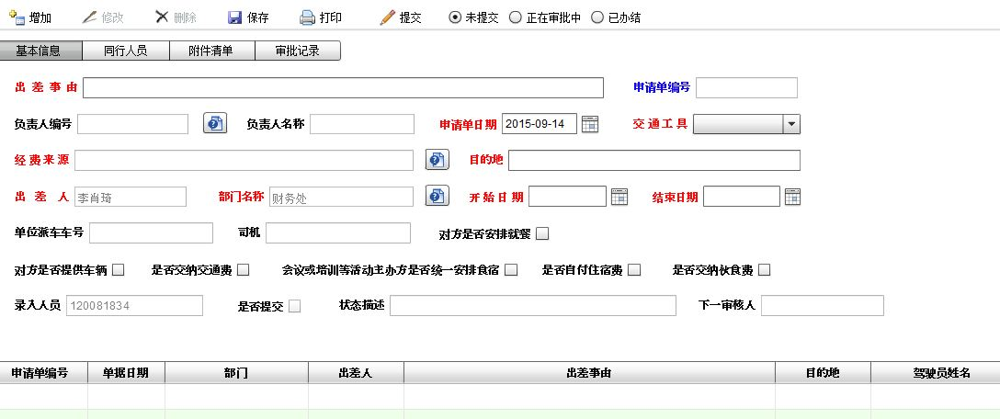 增加 修改 删除 保存 打印 提交 未提交 正在审批中 已办结
基本信息 同行人员 附件清单 审批记录
出差事由 申请单编号
负责人编号 负责人名称 申请单日期 2015-09-14 交通工具
经费来源 目的地
出差人 李肖琦 部门名称 财务处 开始日期 结束日期
单位派车车号 司机 对方是否安排就餐
对方是否提供车辆 是否交纳交通费 会议或培训等活动主办方是否统一安排食宿 是否自付住宿费 是否交纳伙食费
录入人员 120081834 是否提交 状态描述 下一审核人
申请单编号 单据日期 部门 出差人 出差事由 目的地 驾驶员姓名